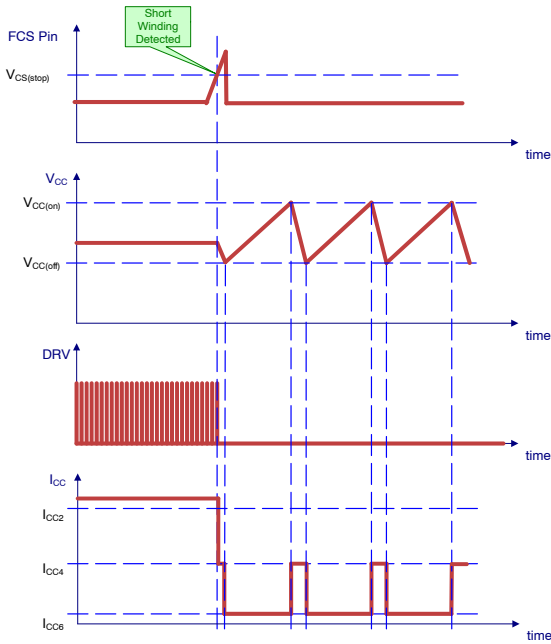 Short
Winding
Detected
FCS Pin
VCS(stop)
time
VCC
VCC(on)
VCC(off)
time
DRV
time
ICC
ICC2
ICC4
ICC6
time